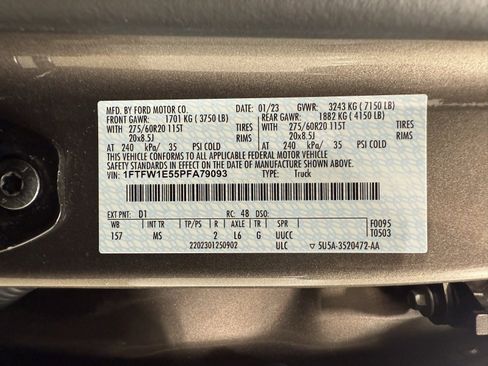 MFD. BY FORD MOTOR CO. DATE: 01/23 GVWR: 3243 KG ( 7150 LB)
FRONT GAWR: 1701 KG ( 3750 LB) REAR GAWR: 1882 KG ( 4150 LB)
WITH 275/60R20 115T TIRES WITH 275/60R20 115T TIRES
20x8.5J RIMS 20x8.5J RIMS
AT 240 kPa/ 35 PSI COLD AT 240 kPa/ 35 PSI COLD
THIS VEHICLE CONFORMS TO ALL APPLICABLE FEDERAL MOTOR VEHICLE
SAFETY STANDARDS IN EFFECT ON THE DATE OF MANUFACTURE SHOWN ABOVE.
VIN: 1FTFW1E55PFA79093 TYPE: Truck
EXT PNT: D1 RC: 48 DSO: F0095
WB INT TR TP/PS R AXLE TR SPR T0503
157 MS 2 L6 G UUCC
2202301250902 ULC ▽ 5U5A-3520472-AA